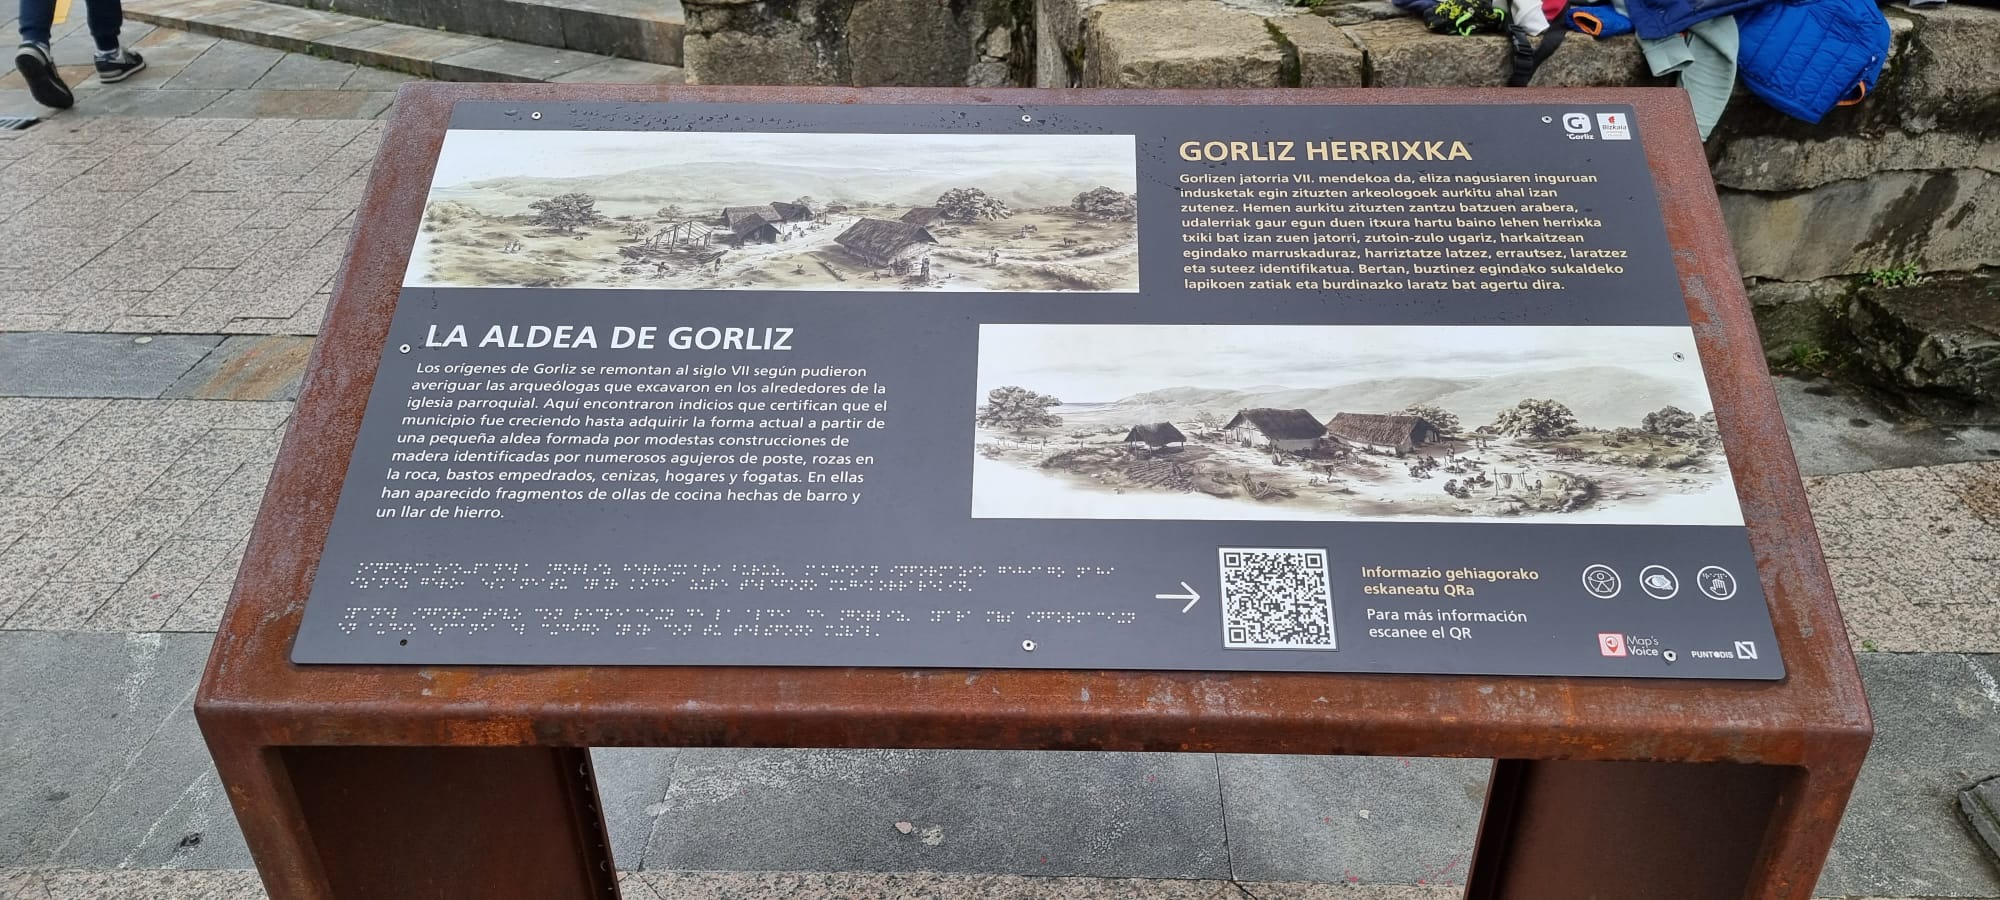 GORLIZ HERRIXKA
Gorlizen jatorria VII. mendekoa da, eliza nagusiaren inguruan
indusketak egin zituzten arkeologoek aurkitu ahal izan
zutenez. Hemen aurkitu zituzten zantzu batzuen arabera,
udalerriak gaur egun duen itxura hartu baino lehen herrixka
txiki bat izan zuen jatorri, zutoin-zulo ugariz, harkaitzean
egindako marruskaduraz, harriztatze latzez, errautsez, laratzez
eta suteez identifikatua. Bertan, buztinez egindako sukaldeko
lapikoen zatiak eta burdinazko laratz bat agertu dira.
Gorliz
Bizkaia
LA ALDEA DE GORLIZ
Los orígenes de Gorliz se remontan al siglo VII según pudieron
averiguar las arqueólogas que excavaron en los alrededores de la
iglesia parroquial. Aquí encontraron indicios que certifican que el
municipio fue creciendo hasta adquirir la forma actual a partir de
una pequeña aldea formada por modestas construcciones de
madera identificadas por numerosos agujeros de poste, rozas en
la roca, bastos empedrados, cenizas, hogares y fogatas. En ellas
han aparecido fragmentos de ollas de cocina hechas de barro y
un llar de hierro.
Informazio gehiagorako
eskaneatu QRa
Para más información
escanee el QR
Map's
Voice
PUNTODIS